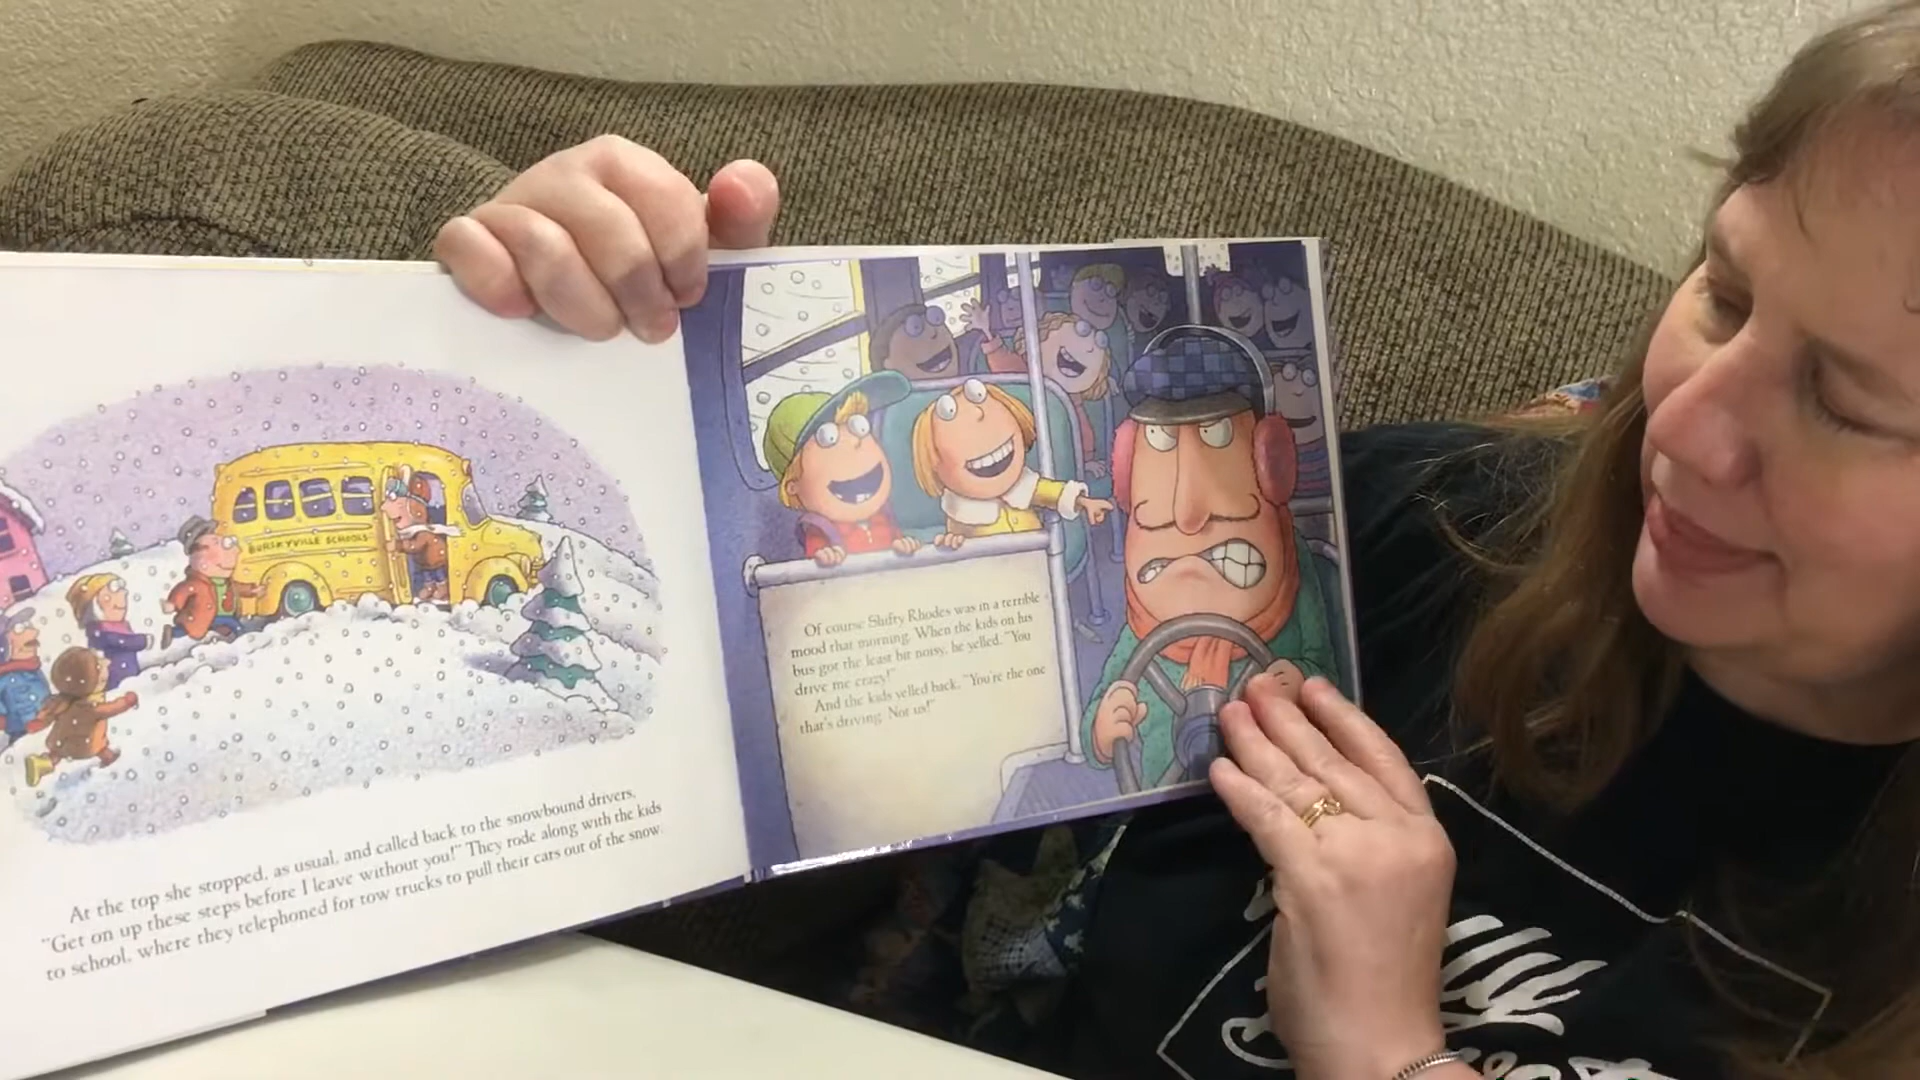 BURSKYVILLE SCHOOLS
At the top she stopped, as usual, and called back to the snowbound drivers,
"Get on up these steps before I leave without you!" They rode along with the kids
to school, where they telephoned for tow trucks to pull their cars out of the snow.
Of course Slifty Rhodes was in a terrible
mood that morning. When the kids on his
bus got the least bit noisy, he yelled, "You
drive me crazy!"
And the kids yelled back, "You're the one
that's driving. Not us!"